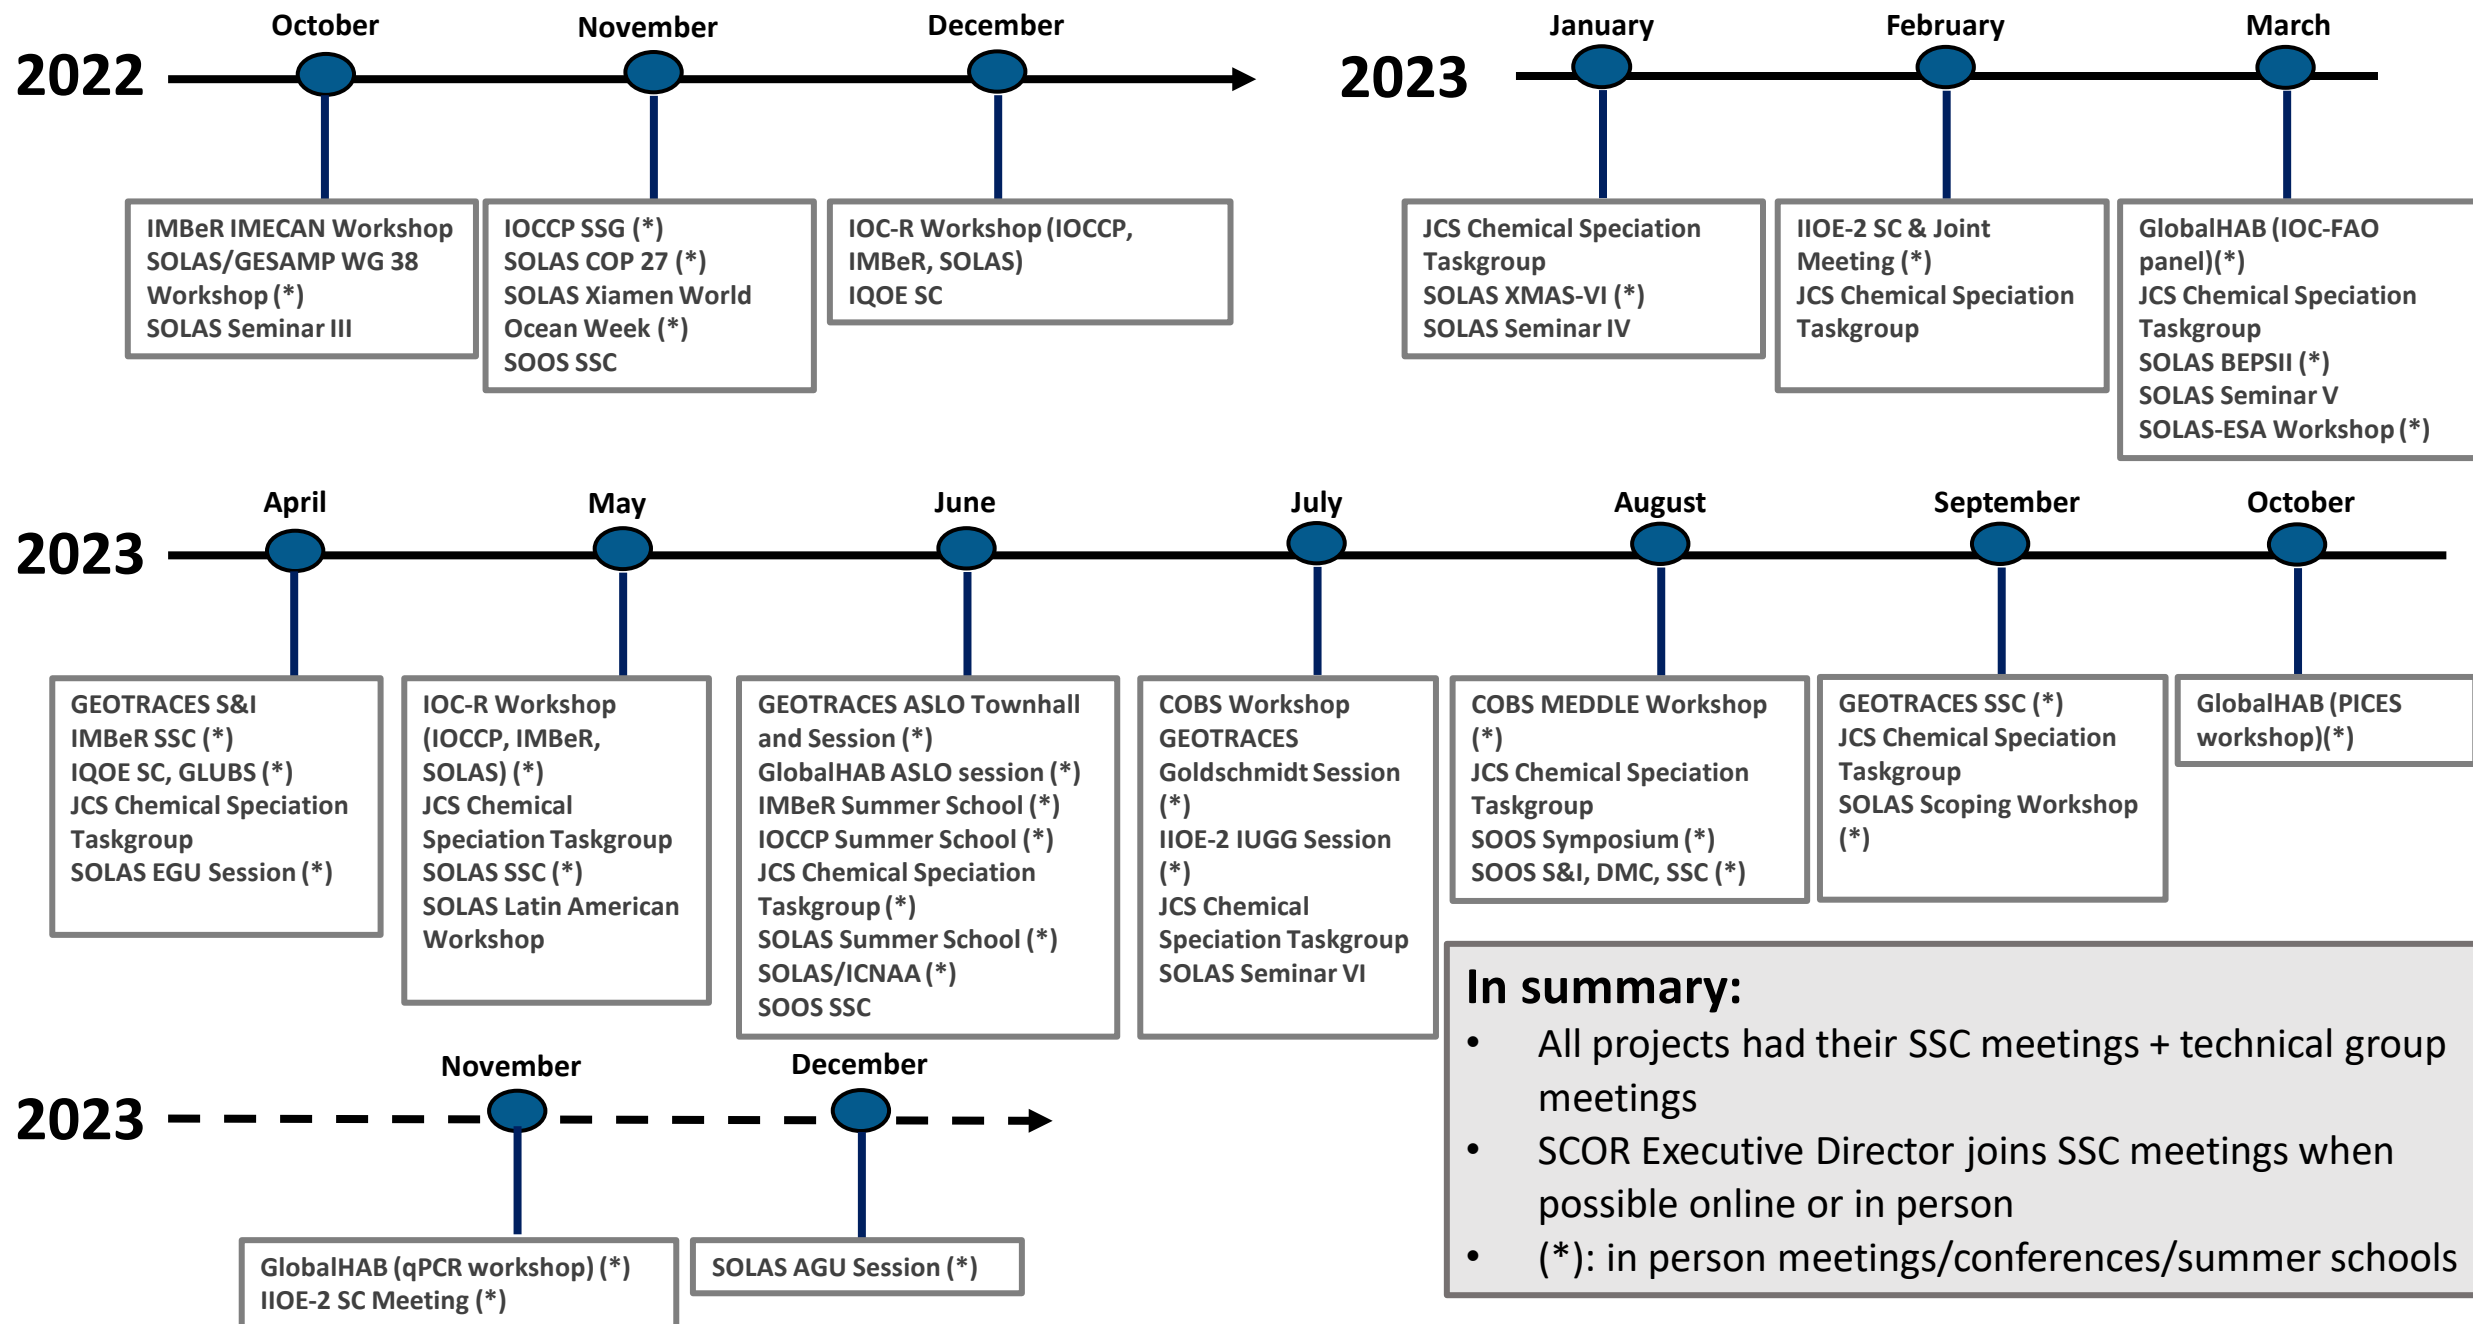 October
November
December
2022
IMBeR IMECAN Workshop
SOLAS/GESAMP WG 38
Workshop (*)
SOLAS Seminar III
IOCCP SSG (*)
SOLAS COP 27 (*)
SOLAS Xiamen World
Ocean Week (*)
SOOS SSC
IOC-R Workshop (IOCCP,
IMBeR, SOLAS)
IQOE SC
January
February
March
2023
JCS Chemical Speciation
Taskgroup
SOLAS XMAS-VI (*)
SOLAS Seminar IV
IIOE-2 SC & Joint
Meeting (*)
JCS Chemical Speciation
Taskgroup
GlobalHAB (IOC-FAO
panel)(*)
JCS Chemical Speciation
Taskgroup
SOLAS BEPSII (*)
SOLAS Seminar V
SOLAS-ESA Workshop (*)
April
May
June
July
August
September
October
2023
GEOTRACES S&I
IMBeR SSC (*)
IQOE SC, GLUBS (*)
JCS Chemical Speciation
Taskgroup
SOLAS EGU Session (*)
IOC-R Workshop
(IOCCP, IMBeR,
SOLAS) (*)
JCS Chemical
Speciation Taskgroup
SOLAS SSC (*)
SOLAS Latin American
Workshop
GEOTRACES ASLO Townhall
and Session (*)
GlobalHAB ASLO session (*)
IMBeR Summer School (*)
IOCCP Summer School (*)
JCS Chemical Speciation
Taskgroup (*)
SOLAS Summer School (*)
SOLAS/ICNAA (*)
SOOS SSC
COBS Workshop
GEOTRACES
Goldschmidt Session
(*)
IIOE-2 IUGG Session
(*)
JCS Chemical
Speciation Taskgroup
SOLAS Seminar VI
COBS MEDDLE Workshop
(*)
JCS Chemical Speciation
Taskgroup
SOOS Symposium (*)
SOOS S&I, DMC, SSC (*)
GEOTRACES SSC (*)
JCS Chemical Speciation
Taskgroup
SOLAS Scoping Workshop
(*)
GlobalHAB (PICES
workshop)(*)
November
December
2023
GlobalHAB (qPCR workshop) (*)
IIOE-2 SC Meeting (*)
SOLAS AGU Session (*)
In summary:
• All projects had their SSC meetings + technical group
meetings
• SCOR Executive Director joins SSC meetings when
possible online or in person
• (*): in person meetings/conferences/summer schools